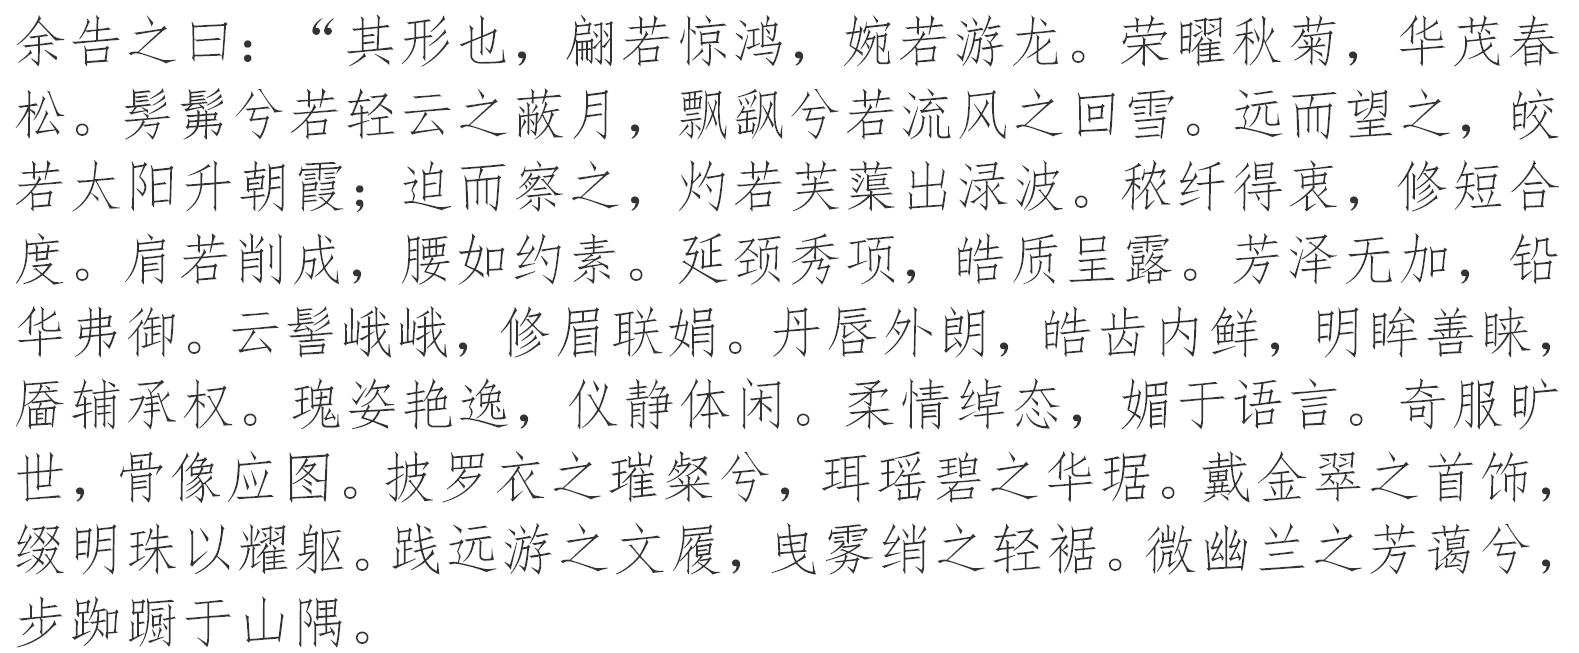 余告之曰：“其形也，翩若惊鸿，婉若游龙。荣曜秋菊，华茂春
松。髣髴兮若轻云之蔽月，飘飖兮若流风之回雪。远而望之，皎
若太阳升朝霞；迫而察之，灼若芙蕖出渌波。秾纤得衷，修短合
度。肩若削成，腰如约素。延颈秀项，皓质呈露。芳泽无加，铅
华弗御。云髻峨峨，修眉联娟。丹唇外朗，皓齿内鲜，明眸善睐，
靥辅承权。瑰姿艳逸，仪静体闲。柔情绰态，媚于语言。奇服旷
世，骨像应图。披罗衣之璀粲兮，珥瑶碧之华琚。戴金翠之首饰，
缀明珠以耀躯。践远游之文履，曳雾绡之轻裾。微幽兰之芳蔼兮，
步踟蹰于山隅。